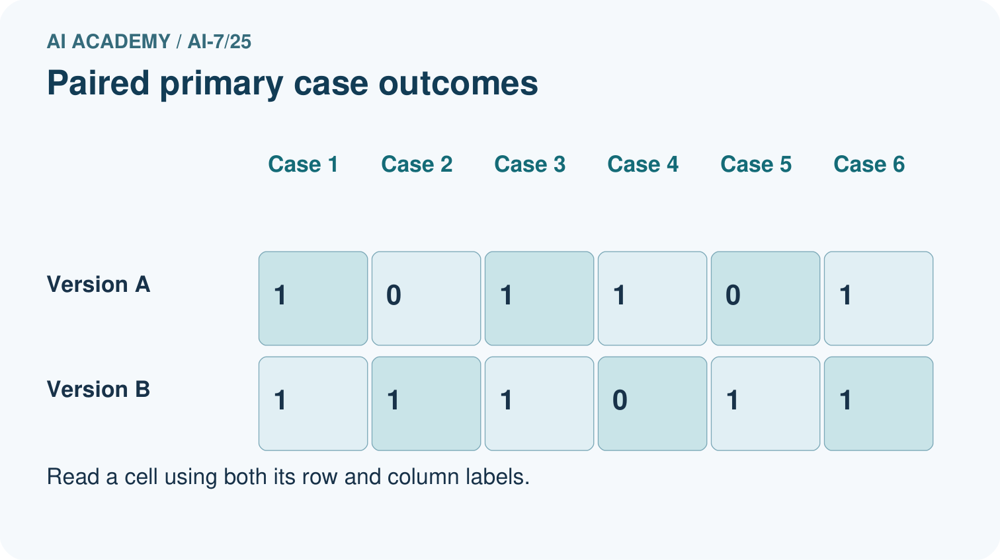 AI ACADEMY / AI-7/25
Paired primary case outcomes
Case 1 Case 2 Case 3 Case 4 Case 5 Case 6
Version A 1 0 1 1 0 1
Version B 1 1 1 0 1 1
Read a cell using both its row and column labels.